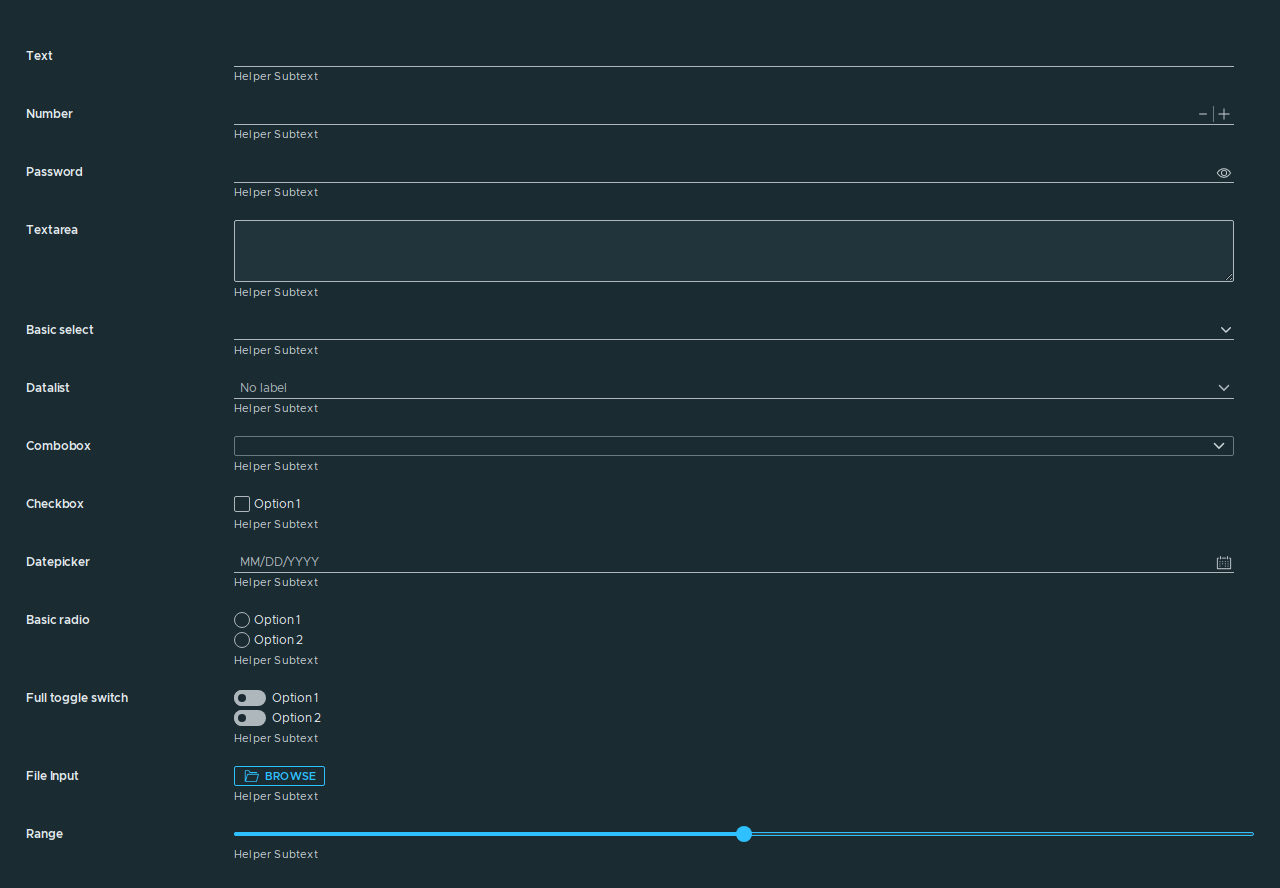 Text
Helper Subtext
Number
Helper Subtext
Password
Helper Subtext
Textarea
Helper Subtext
Basic select
Helper Subtext
Datalist
No label
Helper Subtext
Combobox
Helper Subtext
Checkbox
Option 1
Helper Subtext
Datepicker
MM/DD/YYYY
Helper Subtext
Basic radio
Option 1
Option 2
Helper Subtext
Full toggle switch
Option 1
Option 2
Helper Subtext
File Input
BROWSE
Helper Subtext
Range
Helper Subtext